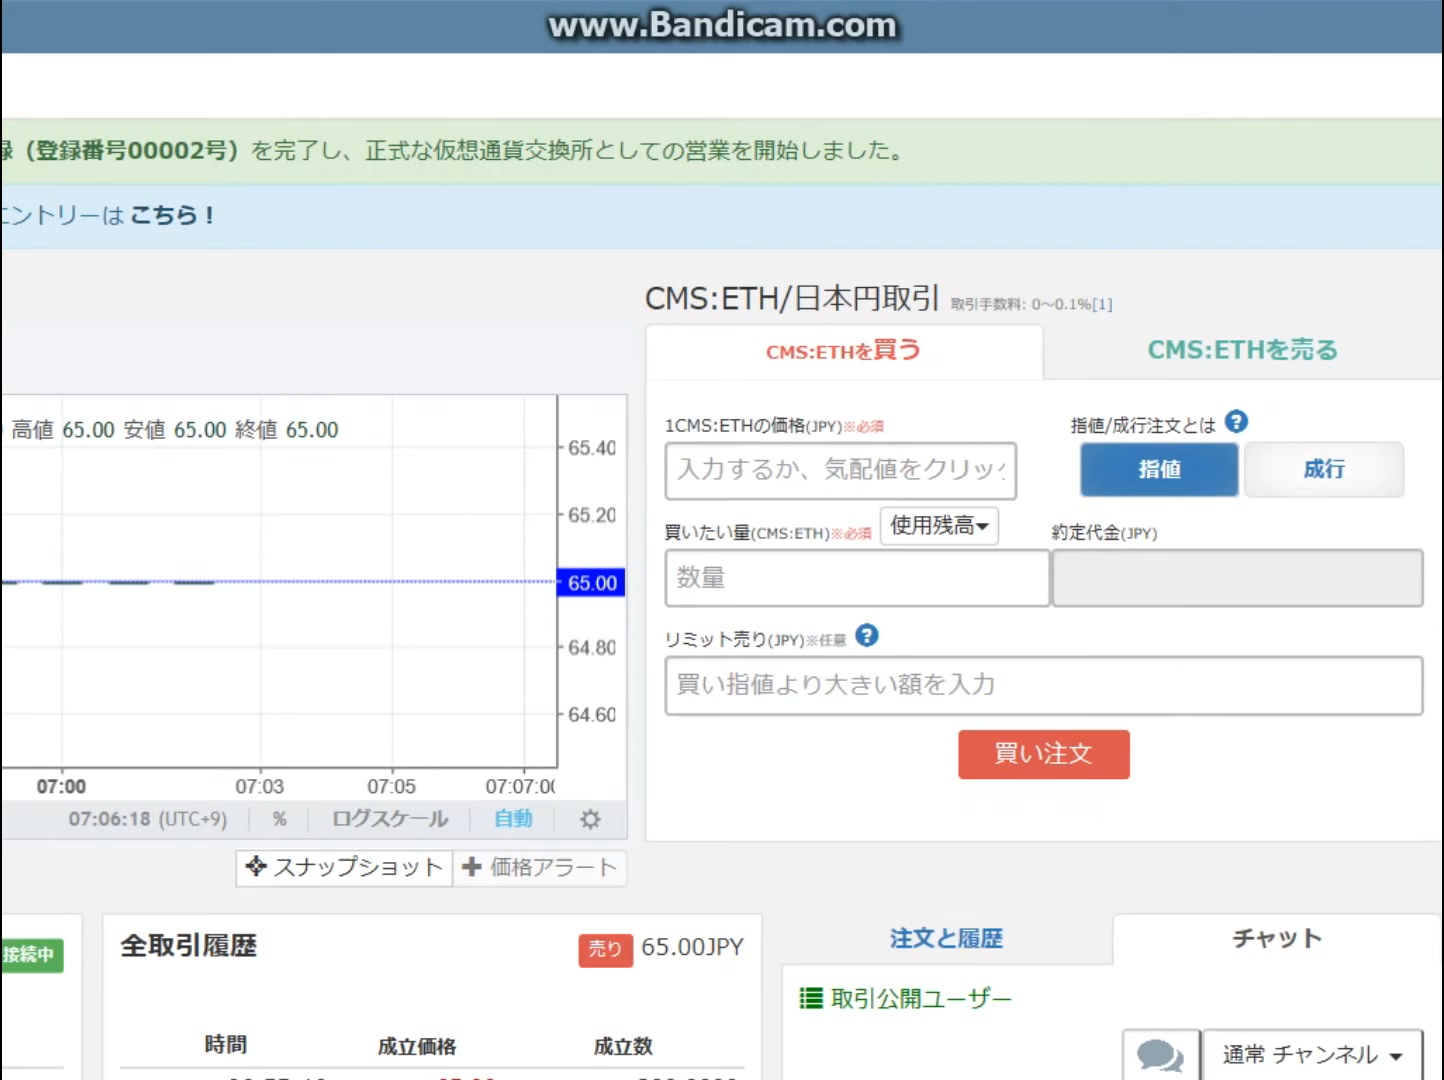 www.Bandicam.com
録（登録番号00002号）を完了し、正式な仮想通貨交換所としての営業を開始しました。
エントリーは こちら！
CMS:ETH/日本円取引 取引手数料: 0～0.1%[1]
CMS:ETHを買う
CMS:ETHを売る
高値 65.00 安値 65.00 終値 65.00
65.40
65.20
65.00
64.80
64.60
07:00 07:03 07:05 07:07:00
07:06:18 (UTC+9) % ログスケール 自動
スナップショット
価格アラート
1CMS:ETHの価格(JPY)※必須
指値/成行注文とは ?
入力するか、気配値をクリック
指値
成行
買いたい量(CMS:ETH)※必須 使用残高
約定代金(JPY)
数量
リミット売り(JPY)※任意 ?
買い指値より大きい額を入力
買い注文
接続中
全取引履歴 売り 65.00JPY
時間 成立価格 成立数
注文と履歴
チャット
取引公開ユーザー
通常 チャンネル